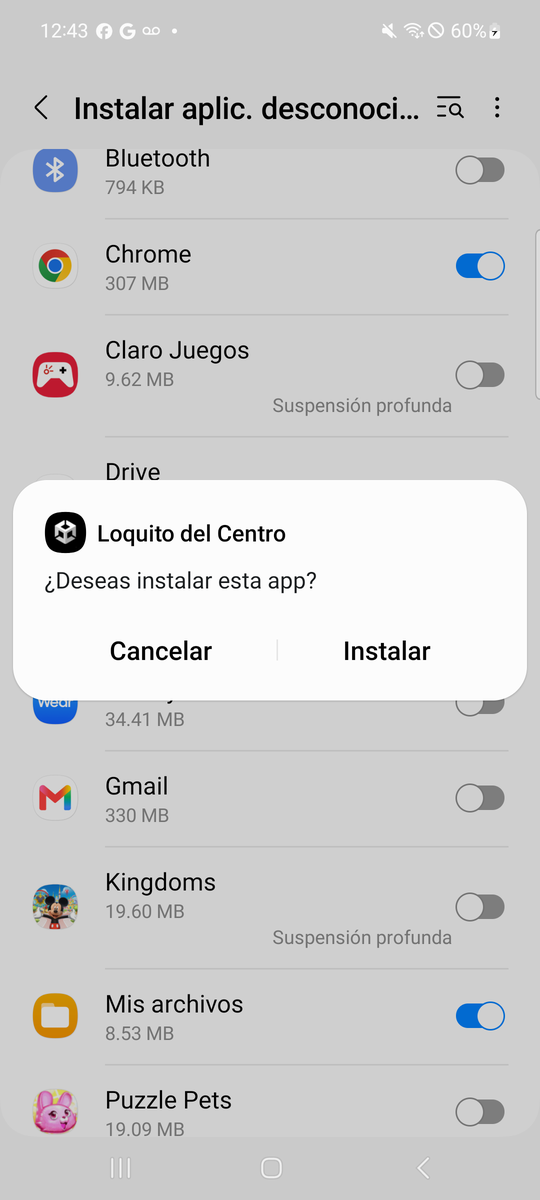 12:43
60%
Instalar aplic. desconoci...
Bluetooth
794 KB
Chrome
307 MB
Claro Juegos
9.62 MB
Suspensión profunda
Drive
Loquito del Centro
¿Deseas instalar esta app?
Cancelar
Instalar
Wear
34.41 MB
Gmail
330 MB
Kingdoms
19.60 MB
Suspensión profunda
Mis archivos
8.53 MB
Puzzle Pets
19.09 MB